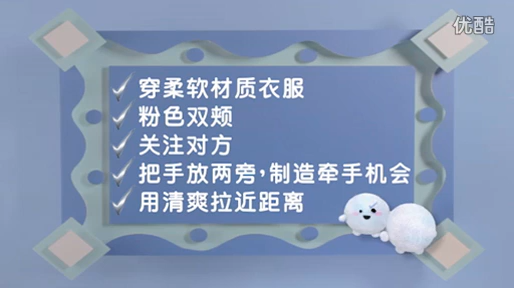 优酷
穿柔软材质衣服
粉色双颊
关注对方
把手放两旁，制造牵手机会
用清爽拉近距离